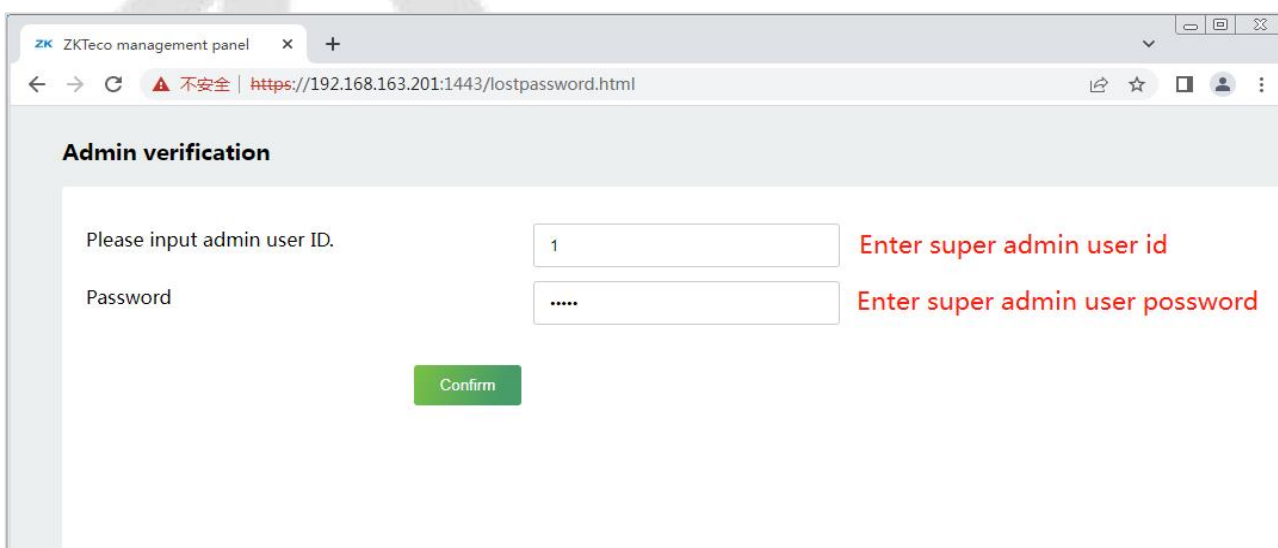 ZK ZKTeco management panel
不安全 | https://192.168.163.201:1443/lostpassword.html
Admin verification
Please input admin user ID. 1 Enter super admin user id
Password ••••• Enter super admin user possword
Confirm